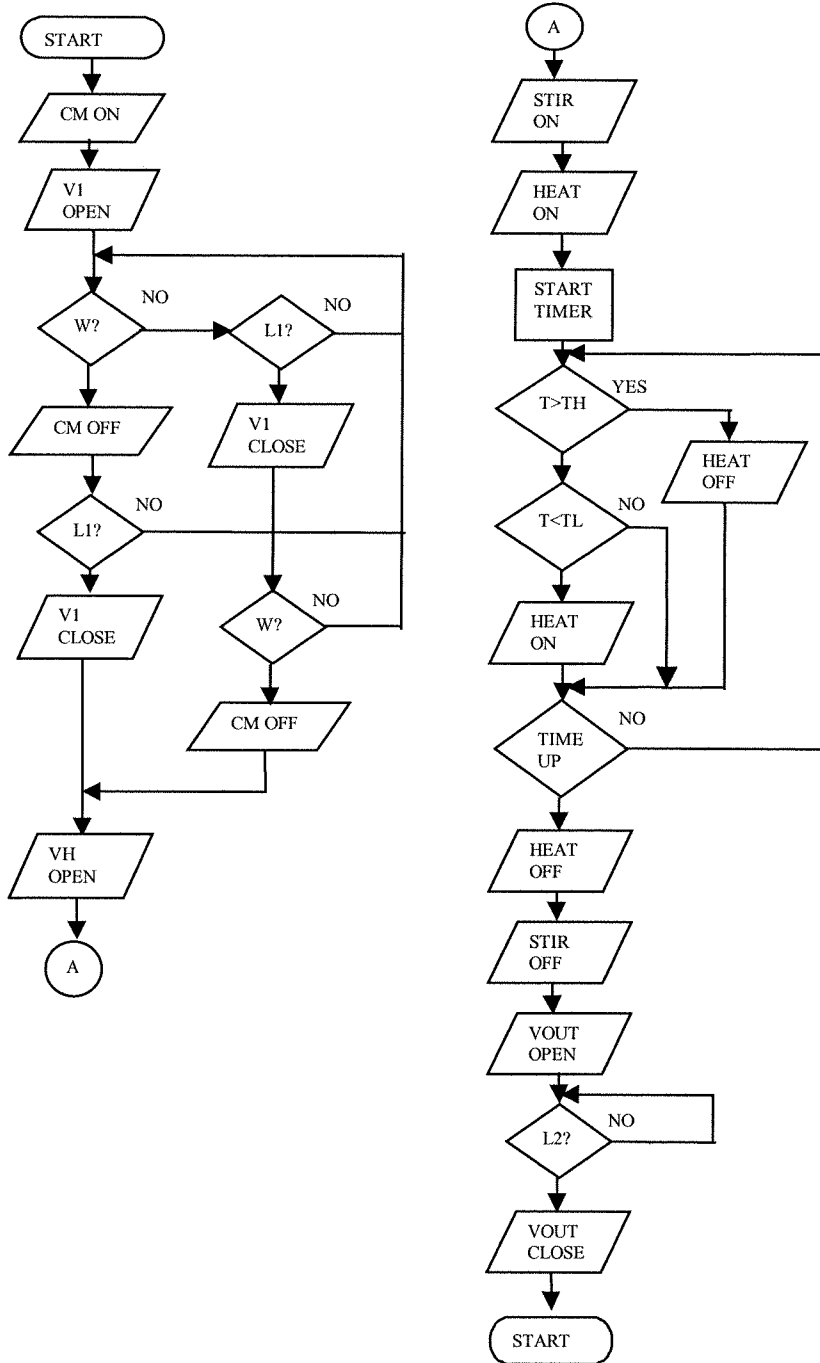 START
CM ON
V1
OPEN
W?
NO
L1?
NO
CM OFF
V1
CLOSE
L1?
NO
V1
CLOSE
W?
NO
CM OFF
VH
OPEN
A
A
STIR
ON
HEAT
ON
START
TIMER
T>TH
YES
HEAT
OFF
T<TL
NO
HEAT
ON
TIME
UP
NO
HEAT
OFF
STIR
OFF
VOUT
OPEN
L2?
NO
VOUT
CLOSE
START